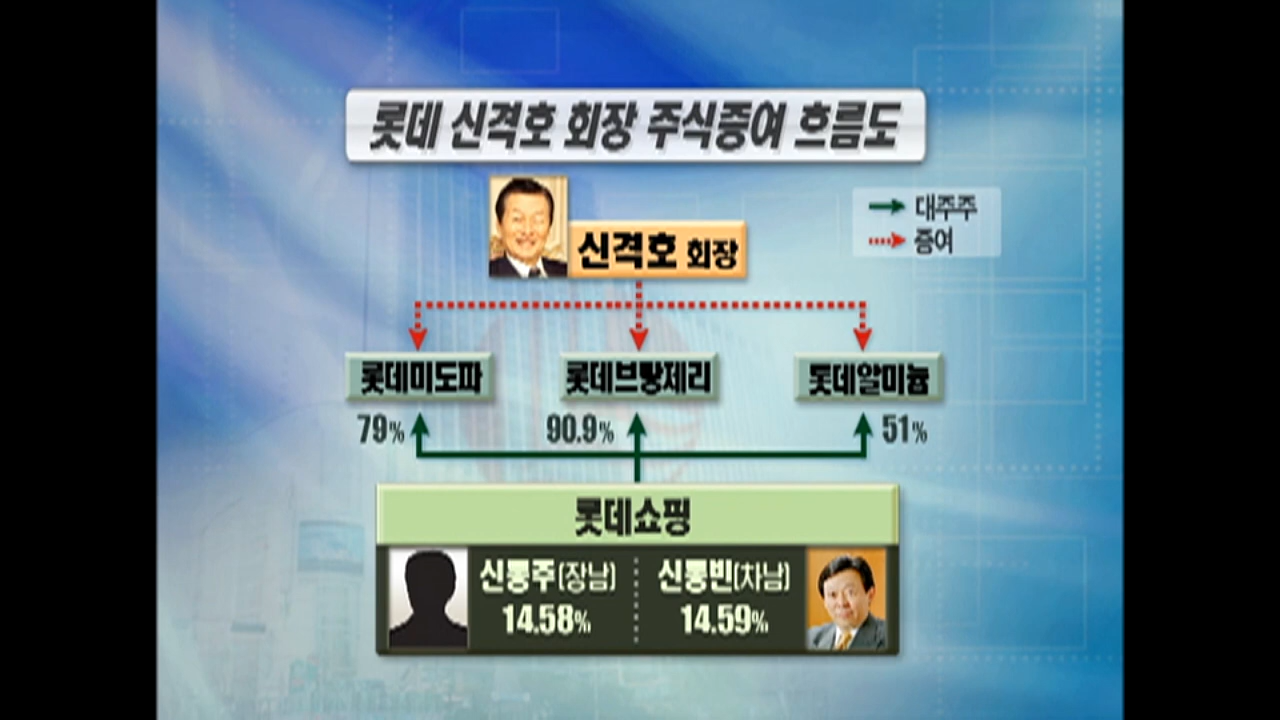 롯데 신격호 회장 주식증여 흐름도
대주주
증여
신격호 회장
롯데미도파
롯데브랑제리
롯데알미늄
79%
90.9%
51%
롯데쇼핑
신동주(장남)
신동빈(차남)
14.58%
14.59%